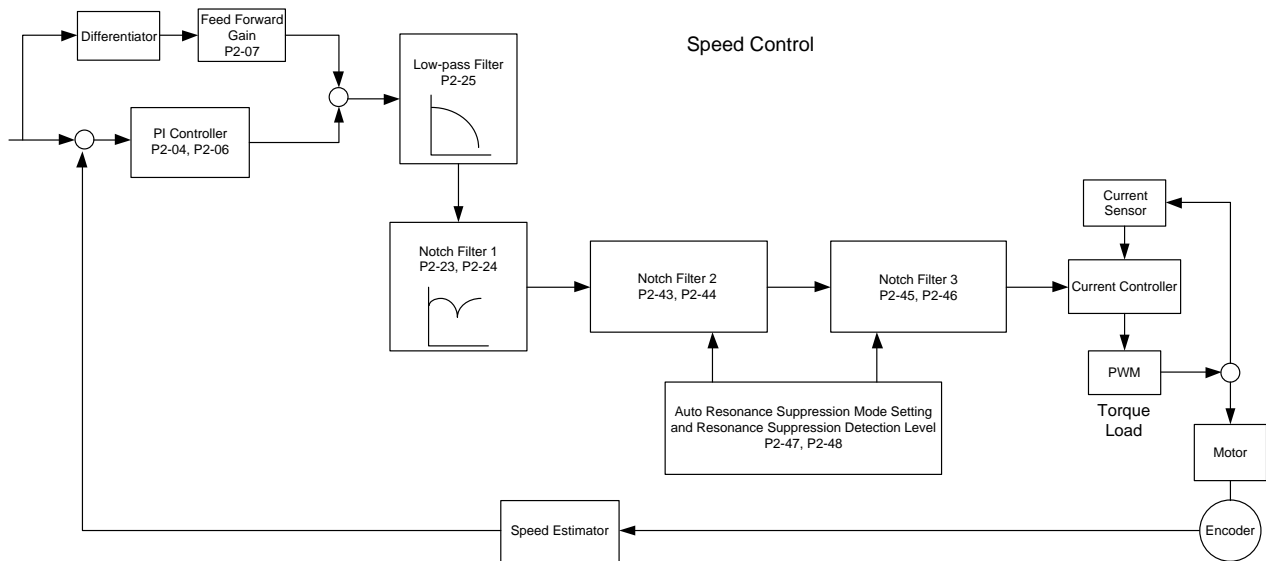 Speed Control
Differentiator
Feed Forward
Gain
P2-07
Low-pass Filter
P2-25
PI Controller
P2-04, P2-06
Notch Filter 1
P2-23, P2-24
Notch Filter 2
P2-43, P2-44
Notch Filter 3
P2-45, P2-46
Current
Sensor
Current Controller
PWM
Torque
Load
Auto Resonance Suppression Mode Setting
and Resonance Suppression Detection Level
P2-47, P2-48
Motor
Speed Estimator
Encoder